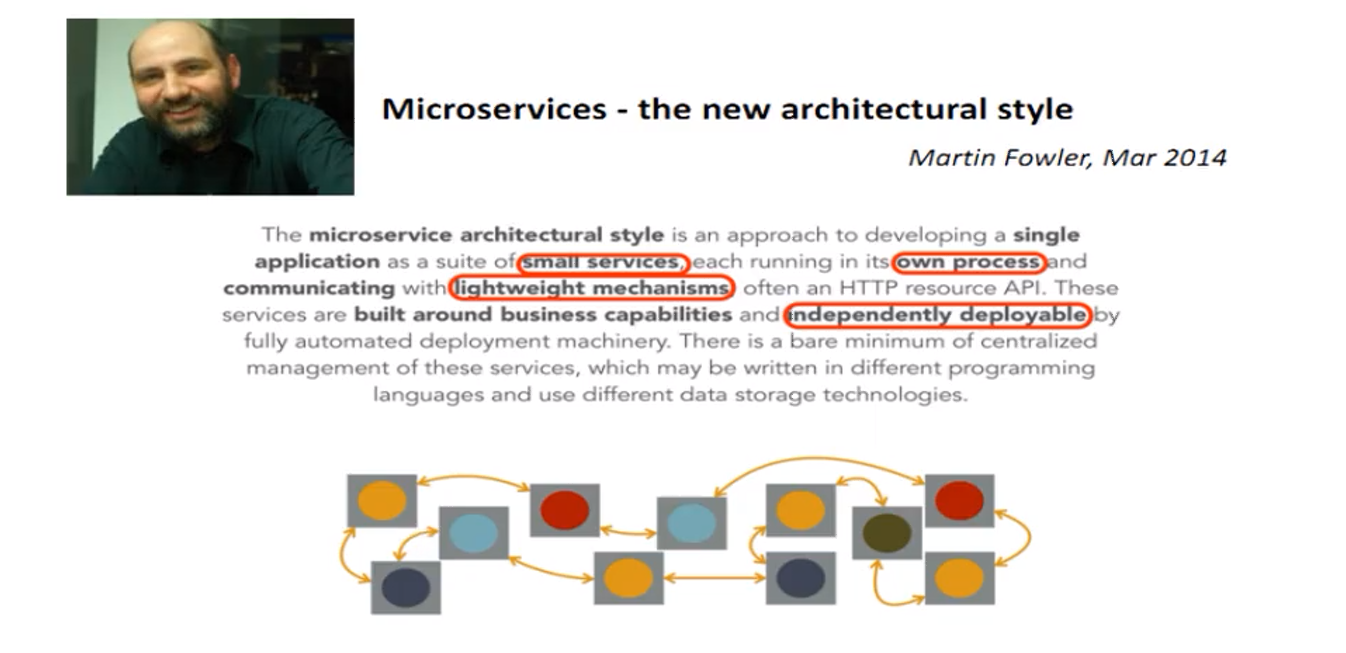 Microservices - the new architectural style
Martin Fowler, Mar 2014
The microservice architectural style is an approach to developing a single
application as a suite of small services, each running in its own process and
communicating with lightweight mechanisms often an HTTP resource API. These
services are built around business capabilities and independently deployable by
fully automated deployment machinery. There is a bare minimum of centralized
management of these services, which may be written in different programming
languages and use different data storage technologies.